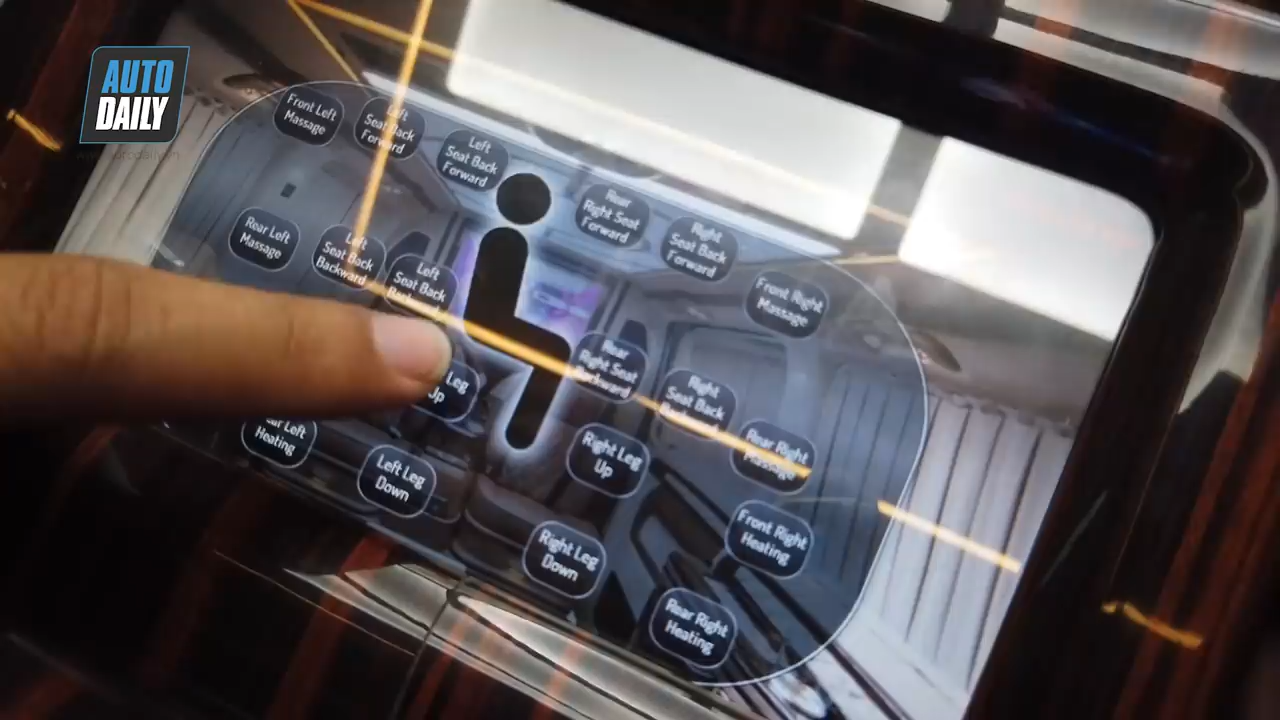 AUTO
DAILY
Front Left
Massage
Left
Seat Back
Forward
Left
Seat Back
Forward
Rear
Right Seat
Forward
Right
Seat Back
Forward
Front Right
Massage
Rear Left
Massage
Left
Seat Back
Backward
Left
Seat Back
Rear
Right Seat
Backward
Right
Seat Back
Backward
Rear Right
Massage
Leg
Up
Right Leg
Up
Left
Heating
Left Leg
Down
Front Right
Heating
Right Leg
Down
Rear Right
Heating